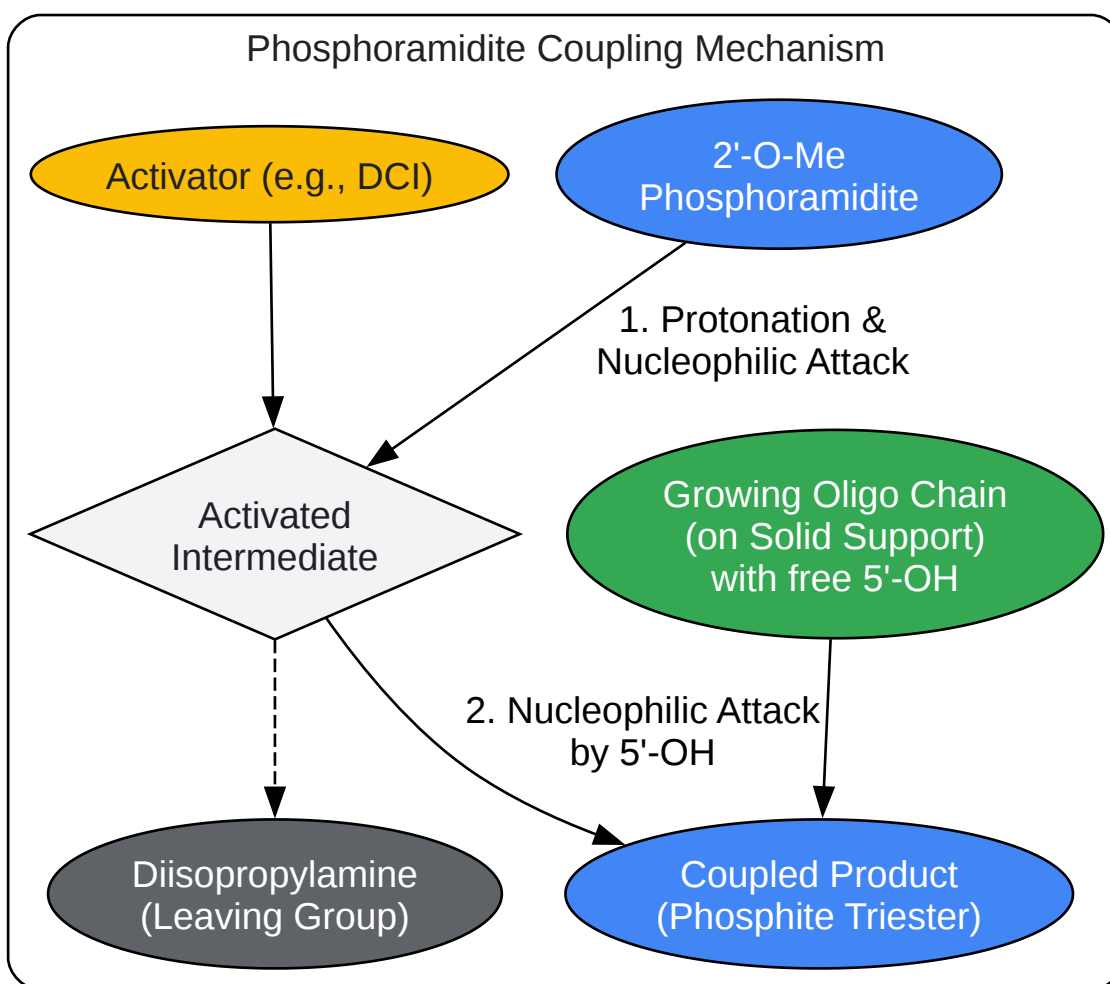 Phosphoramidite Coupling Mechanism
Activator (e.g., DCI)
2'-O-Me
Phosphoramidite
1. Protonation &
Nucleophilic Attack
Activated
Intermediate
Growing Oligo Chain
(on Solid Support)
with free 5'-OH
2. Nucleophilic Attack
by 5'-OH
Diisopropylamine
(Leaving Group)
Coupled Product
(Phosphite Triester)